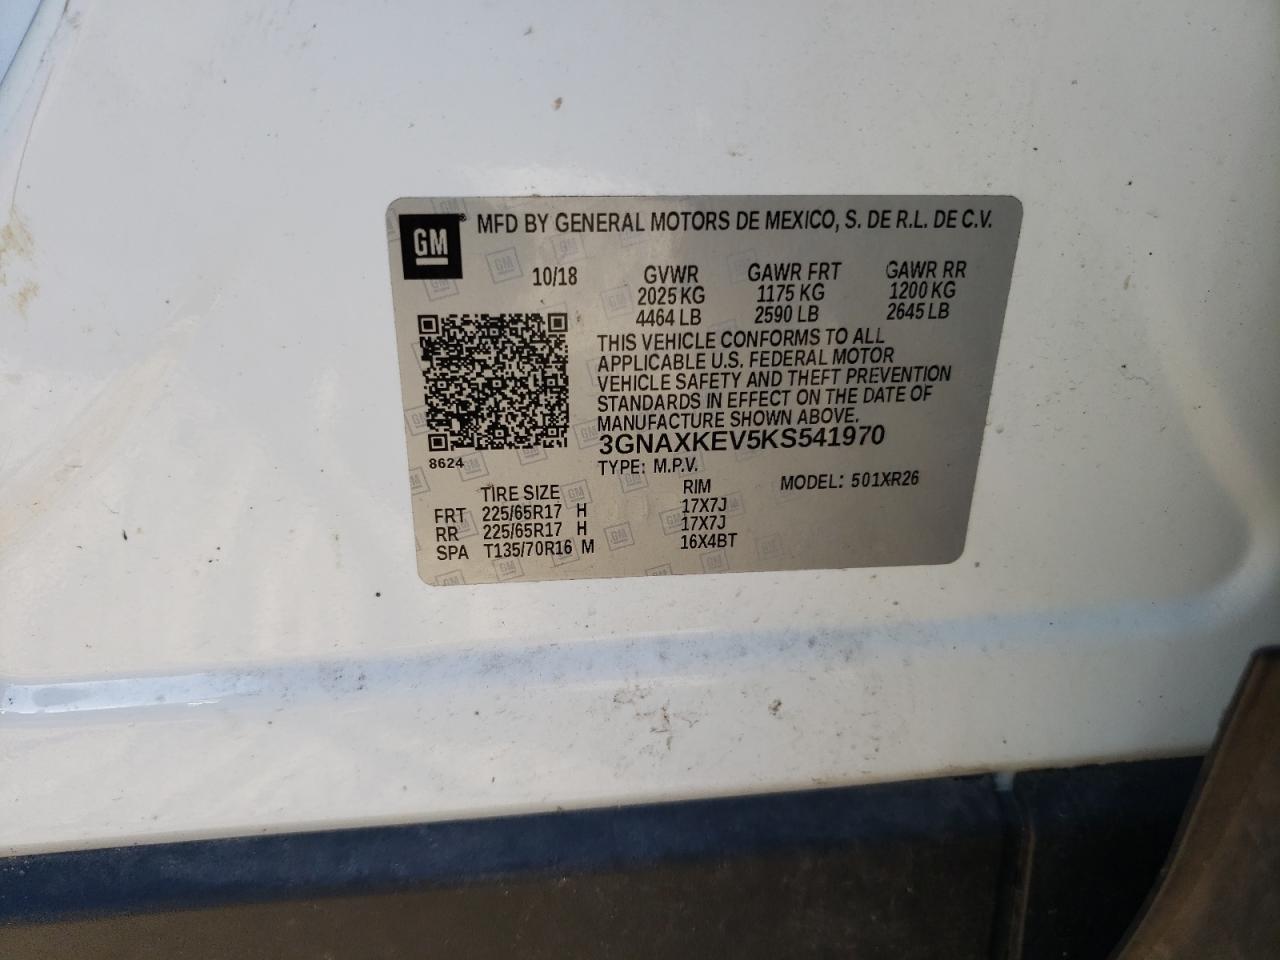 GM® MFD BY GENERAL MOTORS DE MEXICO, S. DE R.L. DE C.V.
10/18 GVWR GAWR FRT GAWR RR
2025 KG 1175 KG 1200 KG
4464 LB 2590 LB 2645 LB
THIS VEHICLE CONFORMS TO ALL
APPLICABLE U.S. FEDERAL MOTOR
VEHICLE SAFETY AND THEFT PREVENTION
STANDARDS IN EFFECT ON THE DATE OF
MANUFACTURE SHOWN ABOVE.
3GNAXKEV5KS541970
8624
TYPE: M.P.V. MODEL: 501XR26
TIRE SIZE RIM
FRT 225/65R17 H 17X7J
RR 225/65R17 H 17X7J
SPA T135/70R16 M 16X4BT